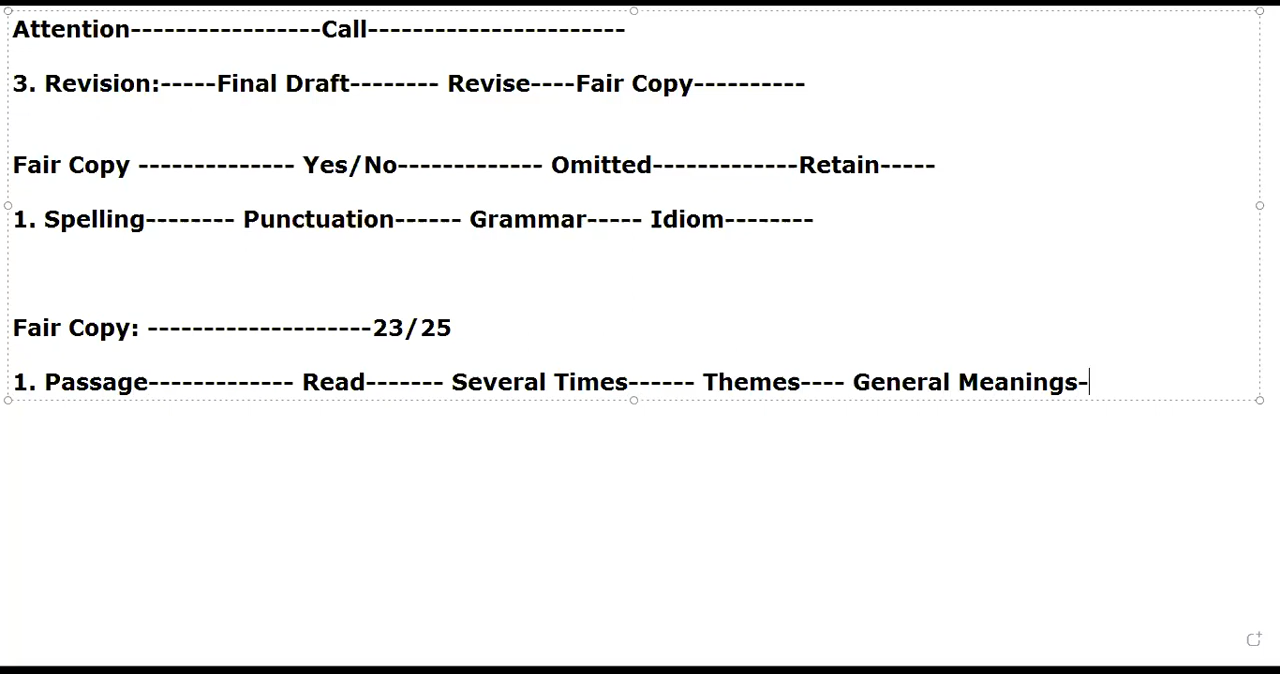 Attention-----------------Call-----------------------
3. Revision:-----Final Draft-------- Revise----Fair Copy----------
Fair Copy -------------- Yes/No------------- Omitted-------------Retain-----
1. Spelling-------- Punctuation------ Grammar----- Idiom--------
Fair Copy: --------------------23/25
1. Passage------------- Read------- Several Times------ Themes---- General Meanings-